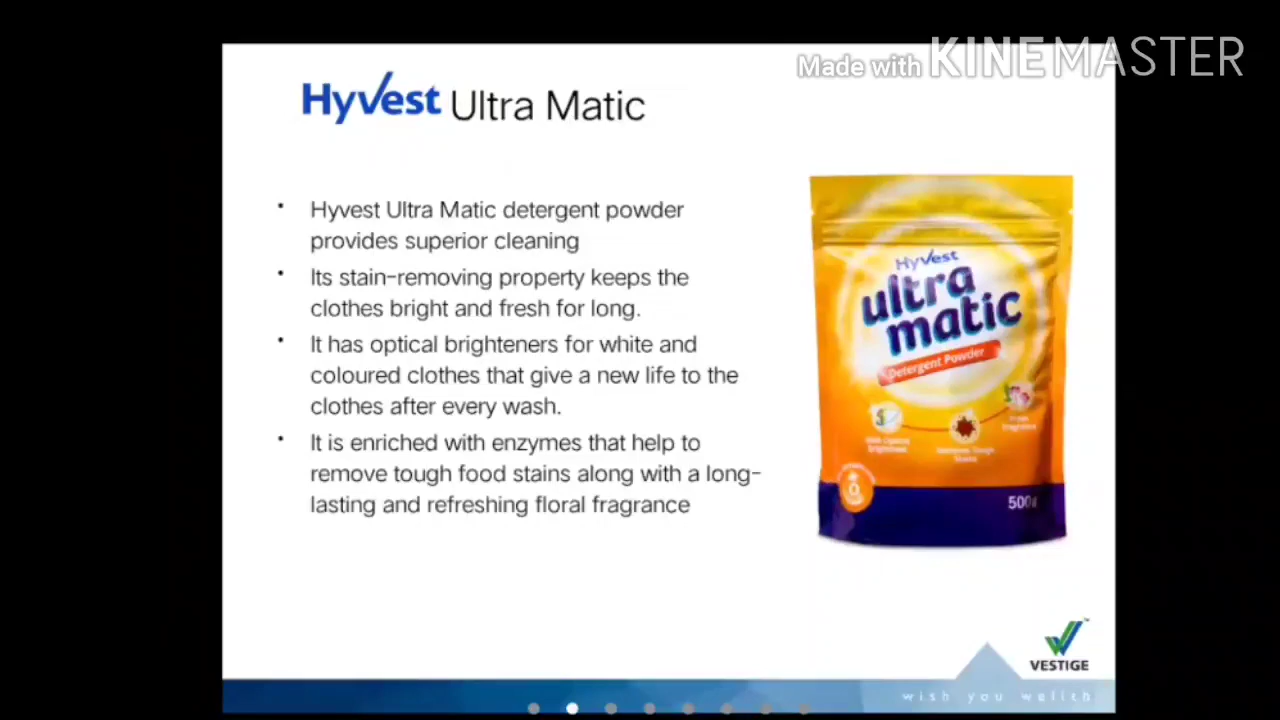 Made with KINEMASTER
Hyvest Ultra Matic
• Hyvest Ultra Matic detergent powder
provides superior cleaning
• Its stain-removing property keeps the
clothes bright and fresh for long.
• It has optical brighteners for white and
coloured clothes that give a new life to the
clothes after every wash.
• It is enriched with enzymes that help to
remove tough food stains along with a long-
lasting and refreshing floral fragrance
Hyvest
ultra
matic
Detergent Powder
Fragrance
500g
VESTIGE
wish you wellth